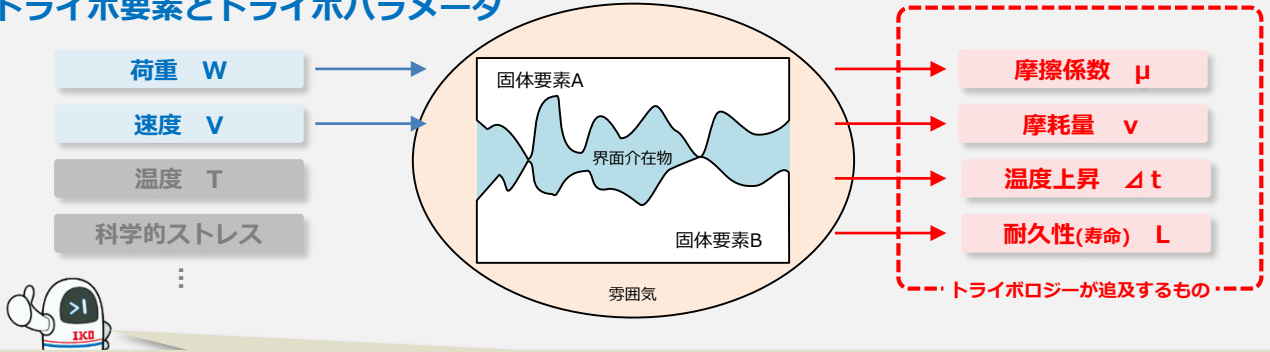 トライボ要素とトライボパラメータ
荷重 W
速度 V
温度 T
科学的ストレス
⋮
固体要素A
界面介在物
固体要素B
雰囲気
摩擦係数 μ
摩耗量 v
温度上昇 ⊿t
耐久性(寿命) L
トライボロジーが追及するもの
>I
IKO